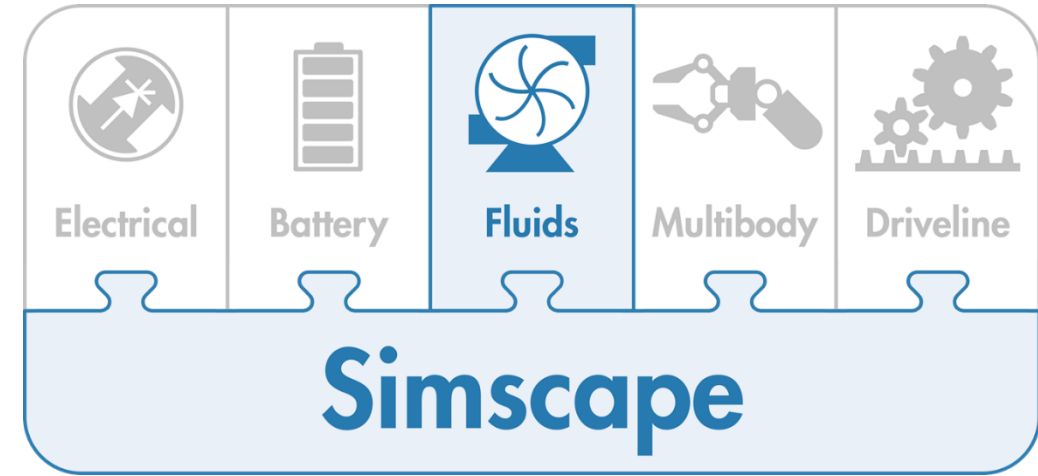 Electrical
Battery
Fluids
Multibody
Driveline
Simscape